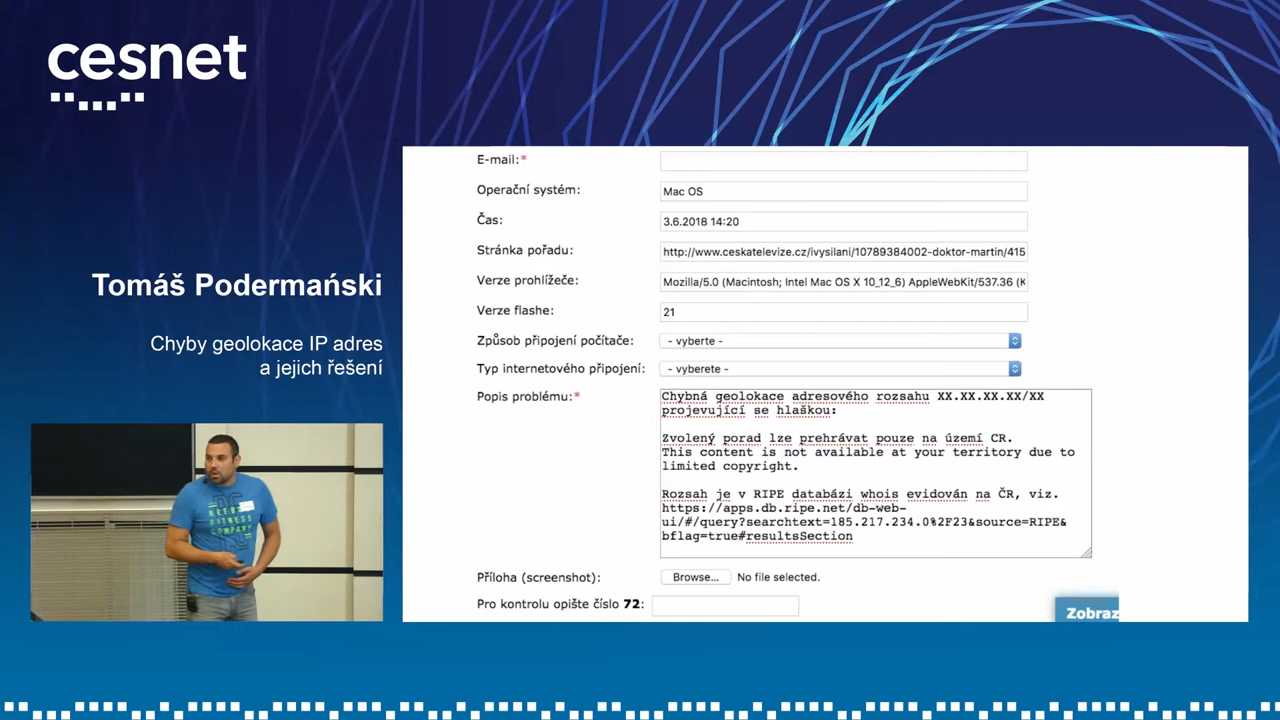 cesnet
Tomáš Podermański
Chyby geolokace IP adres
a jejich řešení
E-mail:*
Operační systém:
Mac OS
Čas:
3.6.2018 14:20
Stránka pořadu:
http://www.ceskatelevize.cz/ivysilani/10789384002-doktor-martin/415
Verze prohlížeče:
Mozilla/5.0 (Macintosh; Intel Mac OS X 10_12_6) AppleWebKit/537.36 (K
Verze flashe:
21
Způsob připojení počítače:
- vyberte -
Typ internetového připojení:
- vyberete -
Popis problému:*
Chybná geolokace adresového rozsahu XX.XX.XX.XX/XX
projevující se hlaškou:
Zvolený porad lze prehrávat pouze na území CR.
This content is not available at your territory due to
limited copyright.
Rozsah je v RIPE databázi whois evidován na ČR, viz.
https://apps.db.ripe.net/db-web-
ui/#/query?searchtext=185.217.234.0%2F23&source=RIPE&
bflag=true#resultsSection
Příloha (screenshot):
Browse... No file selected.
Pro kontrolu opište číslo 72:
Zobraz